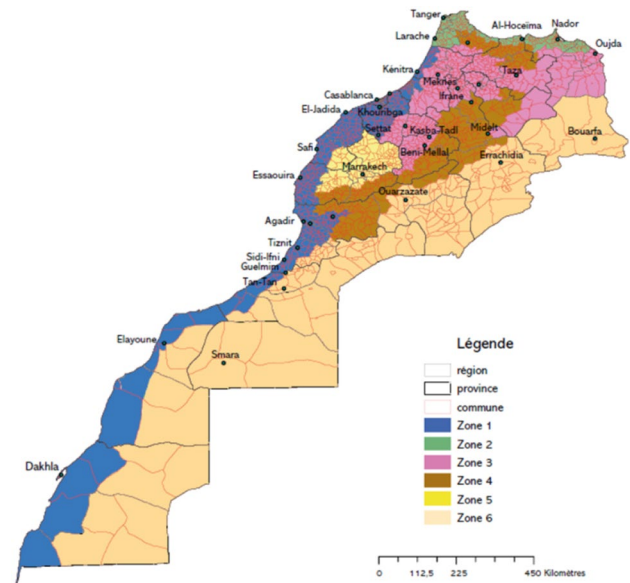 Tanger
Al-Hoceïma
Nador
Larache
Oujda
Kénitra
Taza
Meknès
Ifrane
Casablanca
Khouribga
El-Jadida
Settat
Kasba-Tadl
Midelt
Bouarfa
Safi
Beni-Mellal
Errachidia
Marrakech
Essaouira
Ouarzazate
Agadir
Tiznit
Sidi-Ifni
Guelmim
Tan-Tan
Elayoune
Smara
Dakhla
Légende
région
province
commune
Zone 1
Zone 2
Zone 3
Zone 4
Zone 5
Zone 6
0 112,5 225 450 Kilomètres